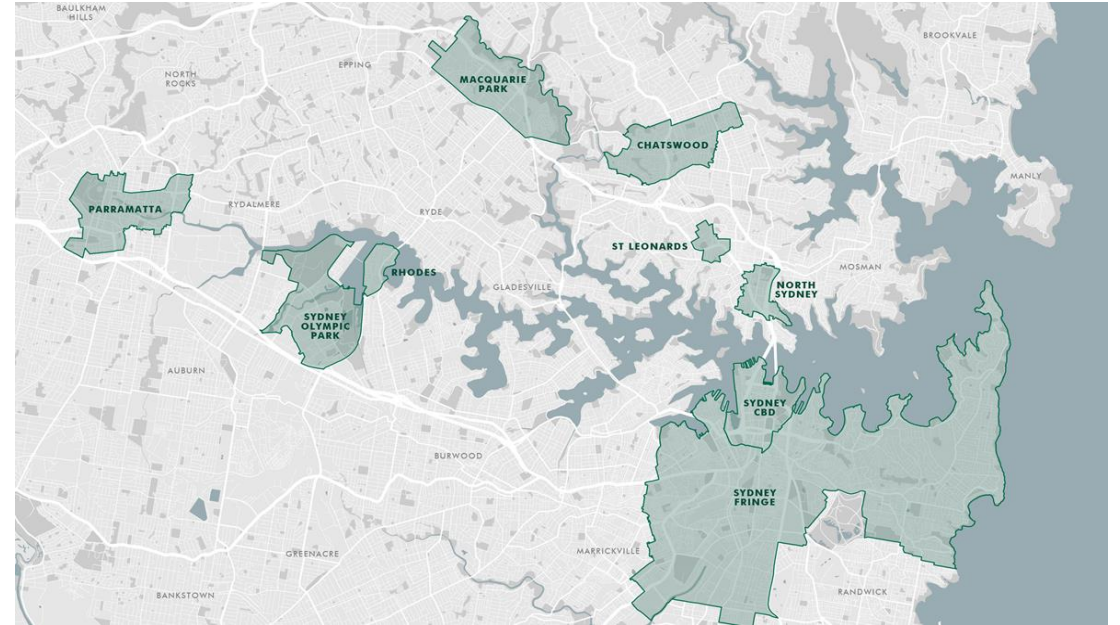 BAULKHAM
HILLS
BROOKVALE
EPPING
NORTH
ROCKS
MACQUARIE
PARK
CHATSWOOD
MANLY
PARRAMATTA
RYDALMERE
RYDE
ST LEONARDS
MOSMAN
RHODES
GLADESVILLE
NORTH
SYDNEY
SYDNEY
OLYMPIC
PARK
AUBURN
SYDNEY
CBD
BURWOOD
SYDNEY
FRINGE
GREENACRE
MARRICKVILLE
BANKSTOWN
RANDWICK